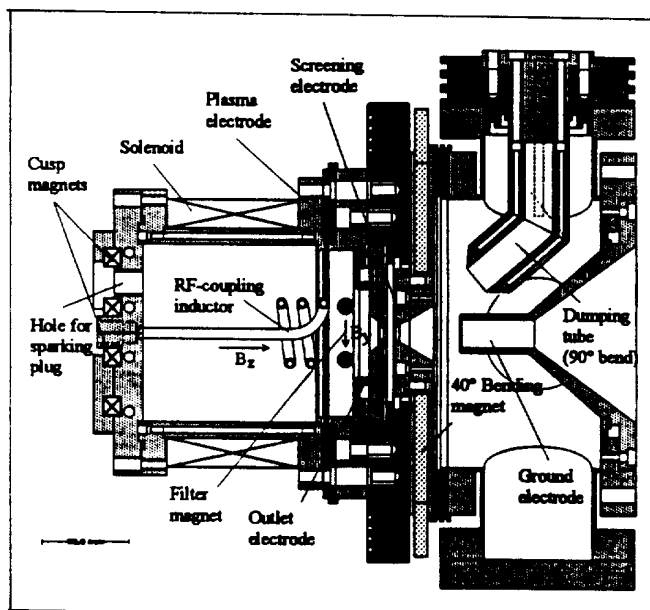 Screening
electrode
Plasma
electrode
Solenoid
Cusp
magnets
RF-coupling
inductor
Hole for
sparking
plug
Bz
By
Dumping
tube
(90° bend)
40° Bending
magnet
Filter
magnet
Outlet
electrode
Ground
electrode